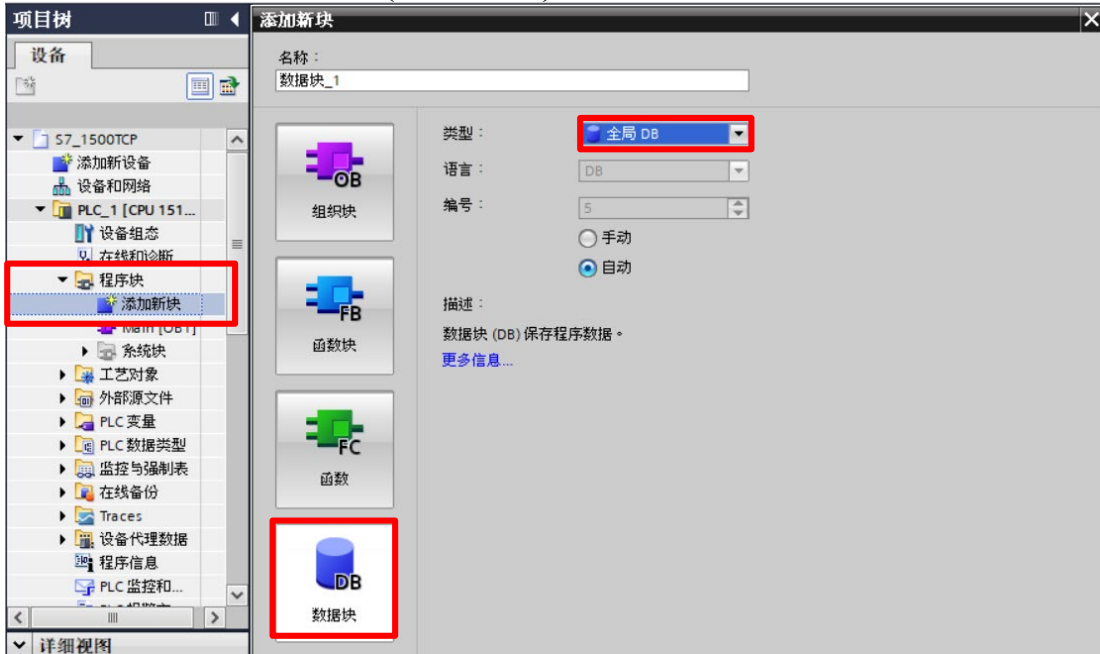 项目树
设备
S7_1500TCP
添加新设备
设备和网络
PLC_1 [CPU 151...
设备组态
在线和诊断
程序块
添加新块
Main [OB1]
系统块
工艺对象
外部源文件
PLC 变量
PLC 数据类型
监控与强制表
在线备份
Traces
设备代理数据
程序信息
PLC 监控和...
详细视图
添加新块
名称：
数据块_1
OB
组织块
FB
函数块
FC
函数
DB
数据块
类型：
全局 DB
语言：
DB
编号：
5
手动
自动
描述：
数据块 (DB) 保存程序数据。
更多信息...